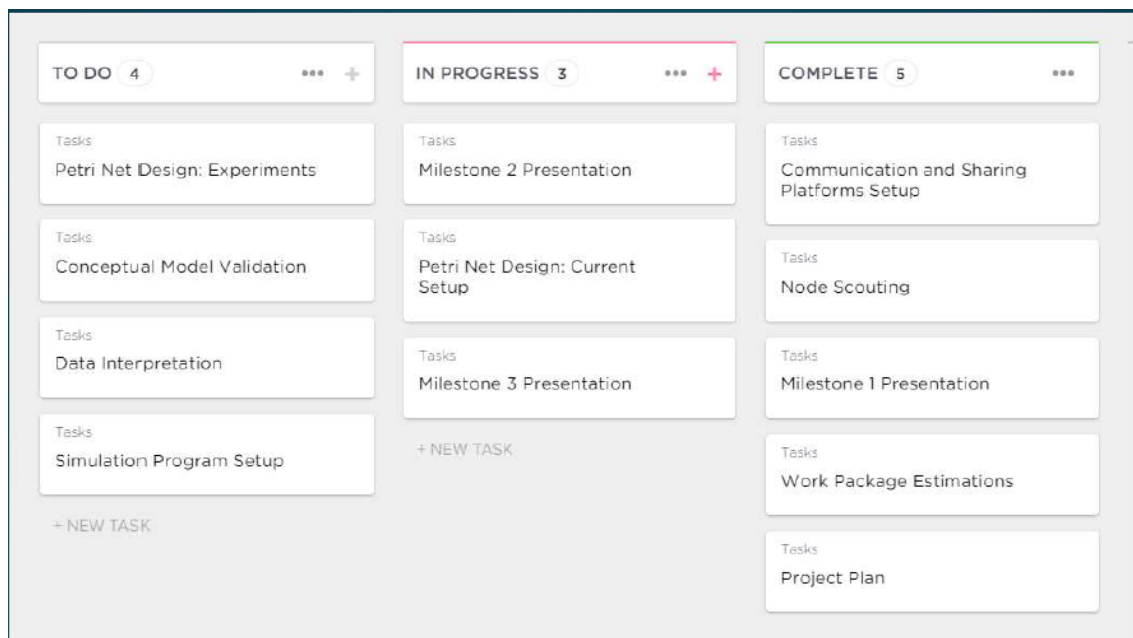 TO DO 4
Tasks
Petri Net Design: Experiments
Tasks
Conceptual Model Validation
Tasks
Data Interpretation
Tasks
Simulation Program Setup
+ NEW TASK
IN PROGRESS 3
Tasks
Milestone 2 Presentation
Tasks
Petri Net Design: Current
Setup
Tasks
Milestone 3 Presentation
+ NEW TASK
COMPLETE 5
Tasks
Communication and Sharing
Platforms Setup
Tasks
Node Scouting
Tasks
Milestone 1 Presentation
Tasks
Work Package Estimations
Tasks
Project Plan